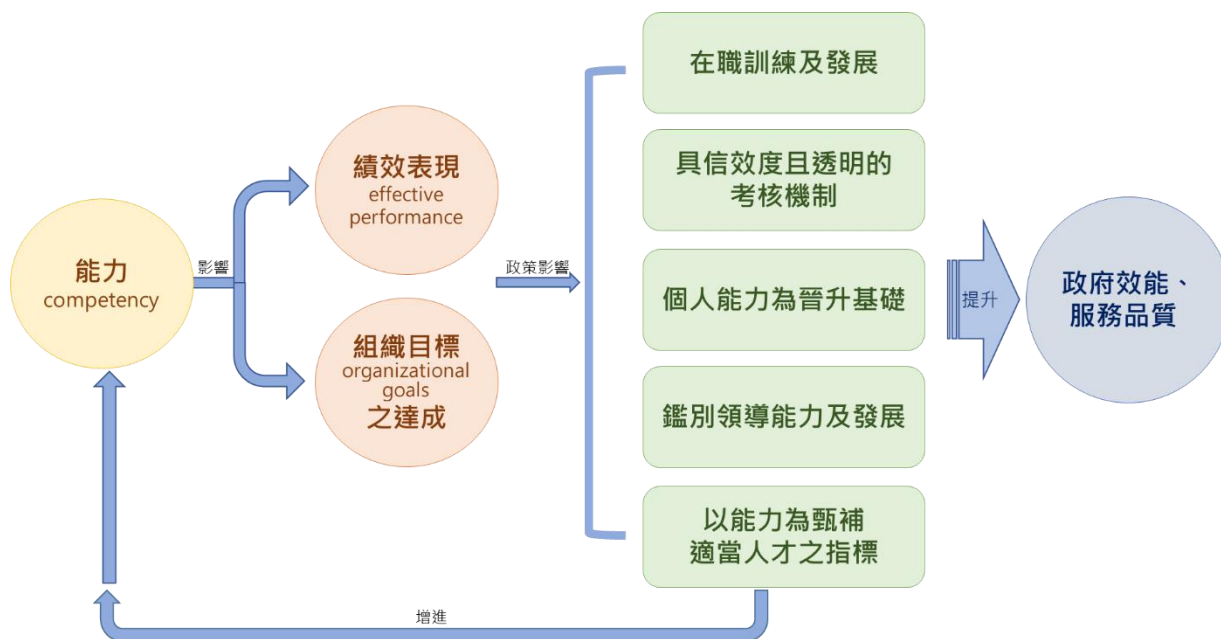 能力
competency
影響
績效表現
effective
performance
組織目標
organizational
goals
之達成
政策影響
在職訓練及發展
具信效度且透明的
考核機制
個人能力為晉升基礎
鑑別領導能力及發展
以能力為甄補
適當人才之指標
提升
政府效能、
服務品質
增進